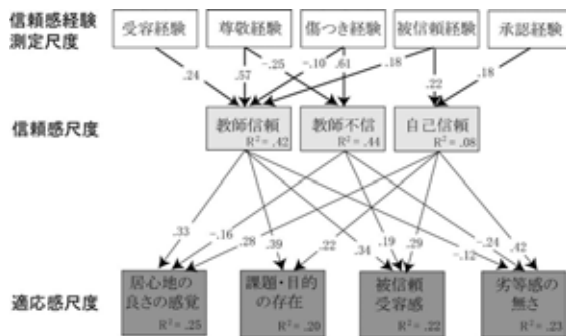 信頼感経験
測定尺度
受容経験
尊敬経験
傷つき経験
被信頼経験
承認経験
.24
.57
-.25
-.10
.61
.18
.22
.18
信頼感尺度
教師信頼
R²=.42
教師不信
R²=.44
自己信頼
R²=.08
.33
-.16
.28
.39
.22
.34
.19
.29
-.12
-.24
.42
適応感尺度
居心地の
良さの感覚
R²=.25
課題・目的
の存在
R²=.20
被信頼
受容感
R²=.22
劣等感の
無さ
R²=.23